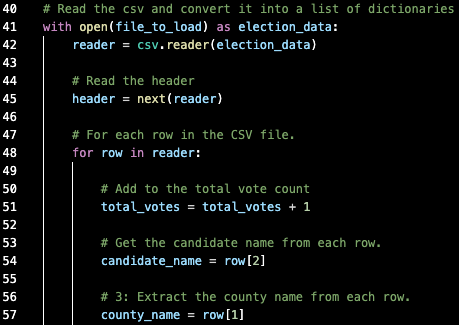 40 # Read the csv and convert it into a list of dictionaries
41 with open(file_to_load) as election_data:
42     reader = csv.reader(election_data)
43
44     # Read the header
45     header = next(reader)
46
47     # For each row in the CSV file.
48     for row in reader:
49
50         # Add to the total vote count
51         total_votes = total_votes + 1
52
53         # Get the candidate name from each row.
54         candidate_name = row[2]
55
56         # 3: Extract the county name from each row.
57         county_name = row[1]